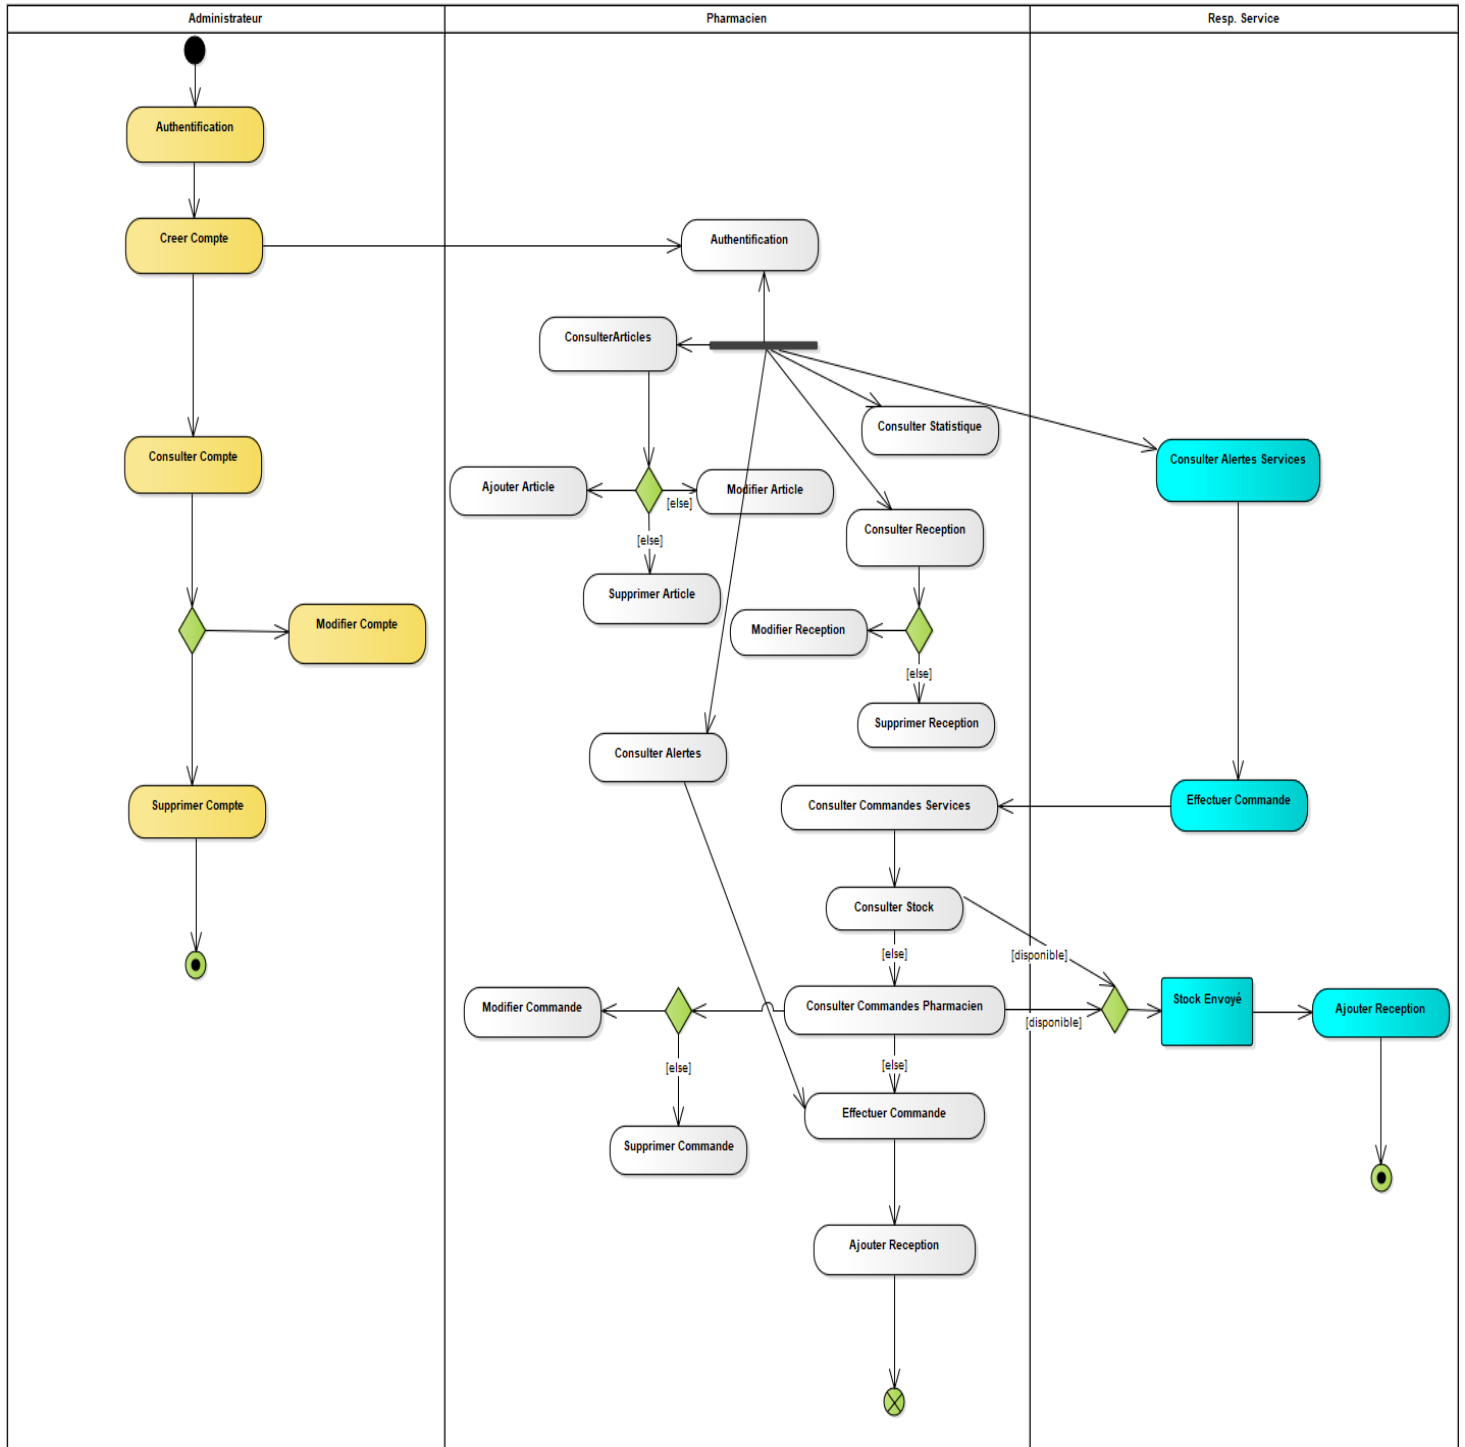 Administrateur
Pharmacien
Resp. Service
Authentification
Creer Compte
Authentification
ConsulterArticles
Consulter Statistique
Consulter Compte
Consulter Alertes Services
Ajouter Article
[else]
Modifier Article
[else]
Consulter Reception
Supprimer Article
Modifier Compte
Modifier Reception
[else]
Supprimer Reception
Consulter Alertes
Supprimer Compte
Consulter Commandes Services
Effectuer Commande
Consulter Stock
[else]
[disponible]
Modifier Commande
Consulter Commandes Pharmacien
[disponible]
Stock Envoyé
Ajouter Reception
[else]
[else]
Effectuer Commande
Supprimer Commande
Ajouter Reception